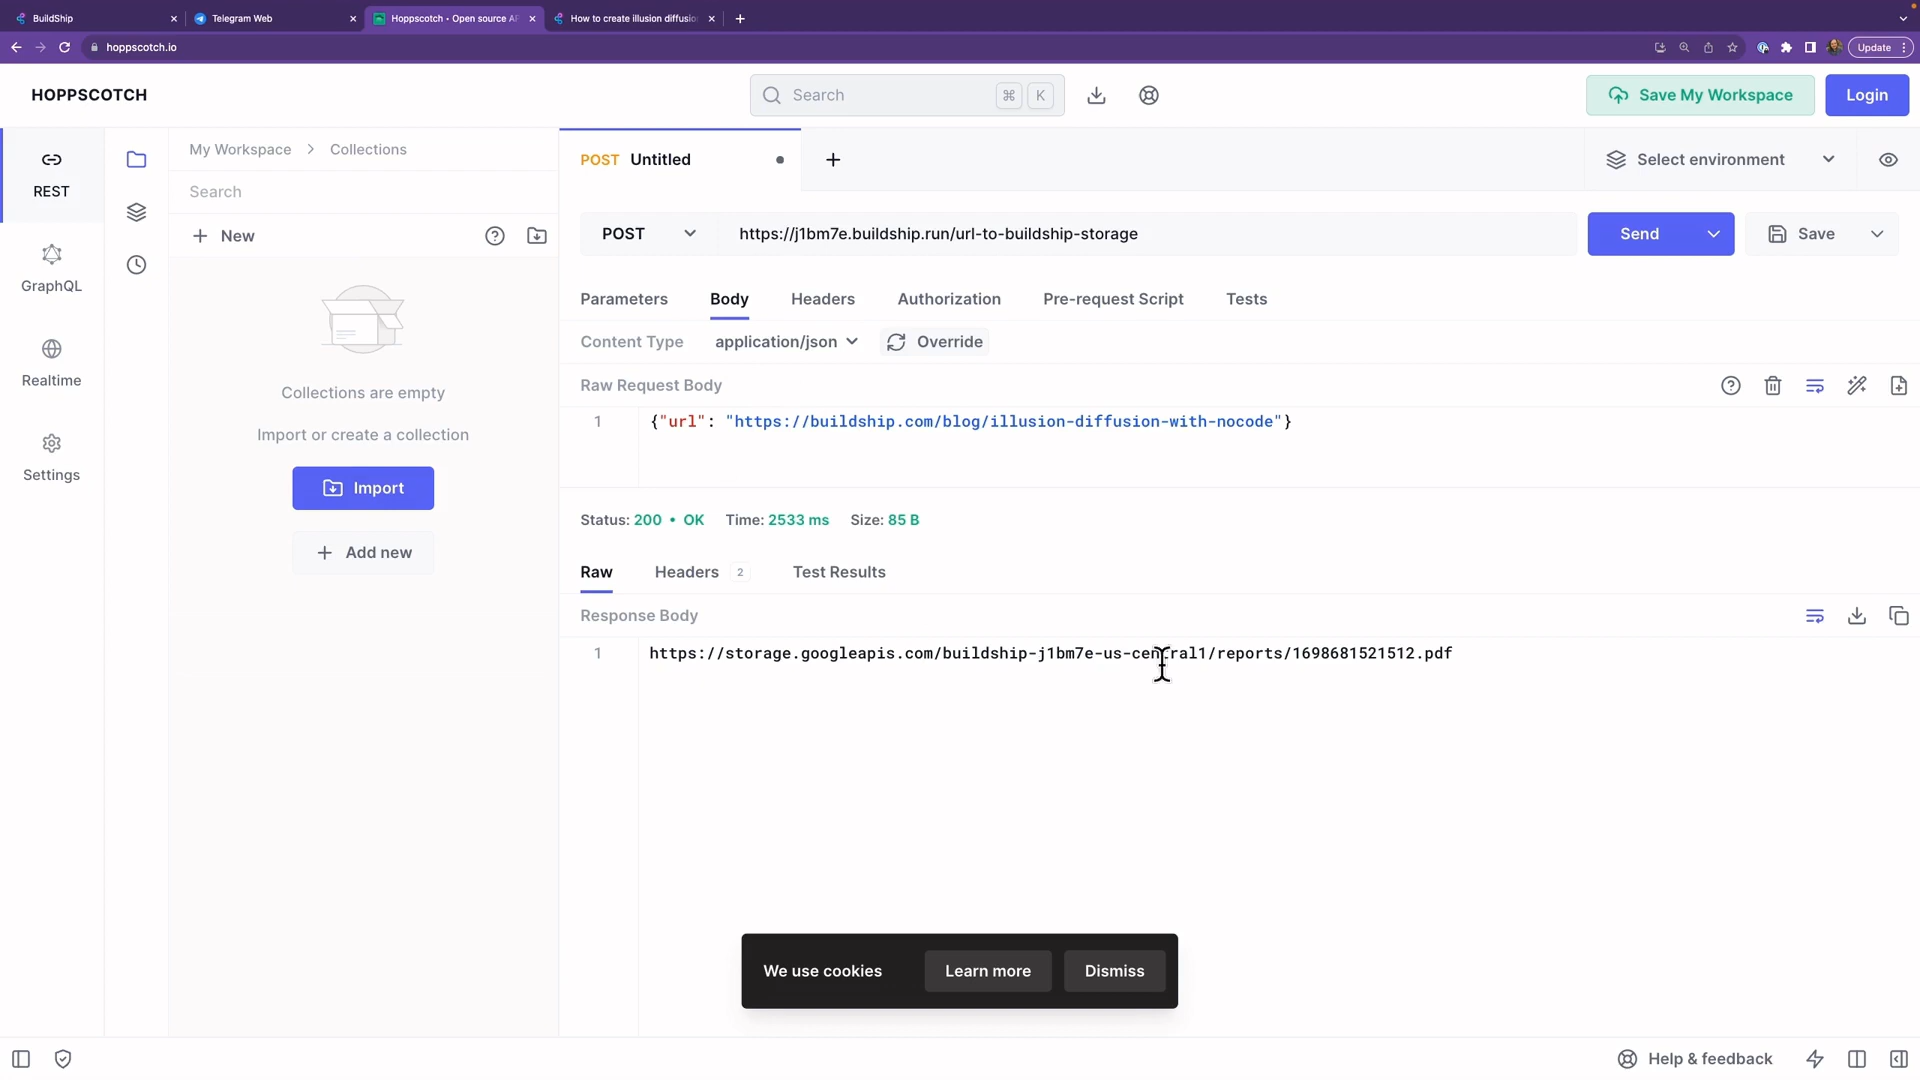 BuildShip
Telegram Web
Hoppscotch • Open source AP
How to create illusion diffusio
hoppscotch.io
Update
HOPPSCOTCH
Search
⌘ K
Save My Workspace
Login
REST
GraphQL
Realtime
Settings
My Workspace > Collections
Search
+ New
Collections are empty
Import or create a collection
Import
+ Add new
POST Untitled
Select environment
POST
https://j1bm7e.buildship.run/url-to-buildship-storage
Send
Save
Parameters
Body
Headers
Authorization
Pre-request Script
Tests
Content Type
application/json
Override
Raw Request Body
1
{"url": "https://buildship.com/blog/illusion-diffusion-with-nocode"}
Status: 200 • OK Time: 2533 ms Size: 85 B
Raw
Headers 2
Test Results
Response Body
1
https://storage.googleapis.com/buildship-j1bm7e-us-central1/reports/1698681521512.pdf
We use cookies
Learn more
Dismiss
Help & feedback